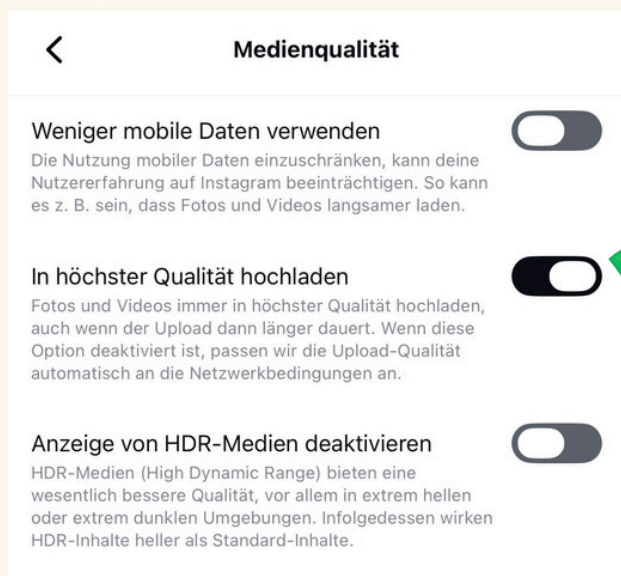 Medienqualität
Weniger mobile Daten verwenden
Die Nutzung mobiler Daten einzuschränken, kann deine
Nutzererfahrung auf Instagram beeinträchtigen. So kann
es z. B. sein, dass Fotos und Videos langsamer laden.
In höchster Qualität hochladen
Fotos und Videos immer in höchster Qualität hochladen,
auch wenn der Upload dann länger dauert. Wenn diese
Option deaktiviert ist, passen wir die Upload-Qualität
automatisch an die Netzwerkbedingungen an.
Anzeige von HDR-Medien deaktivieren
HDR-Medien (High Dynamic Range) bieten eine
wesentlich bessere Qualität, vor allem in extrem hellen
oder extrem dunklen Umgebungen. Infolgedessen wirken
HDR-Inhalte heller als Standard-Inhalte.